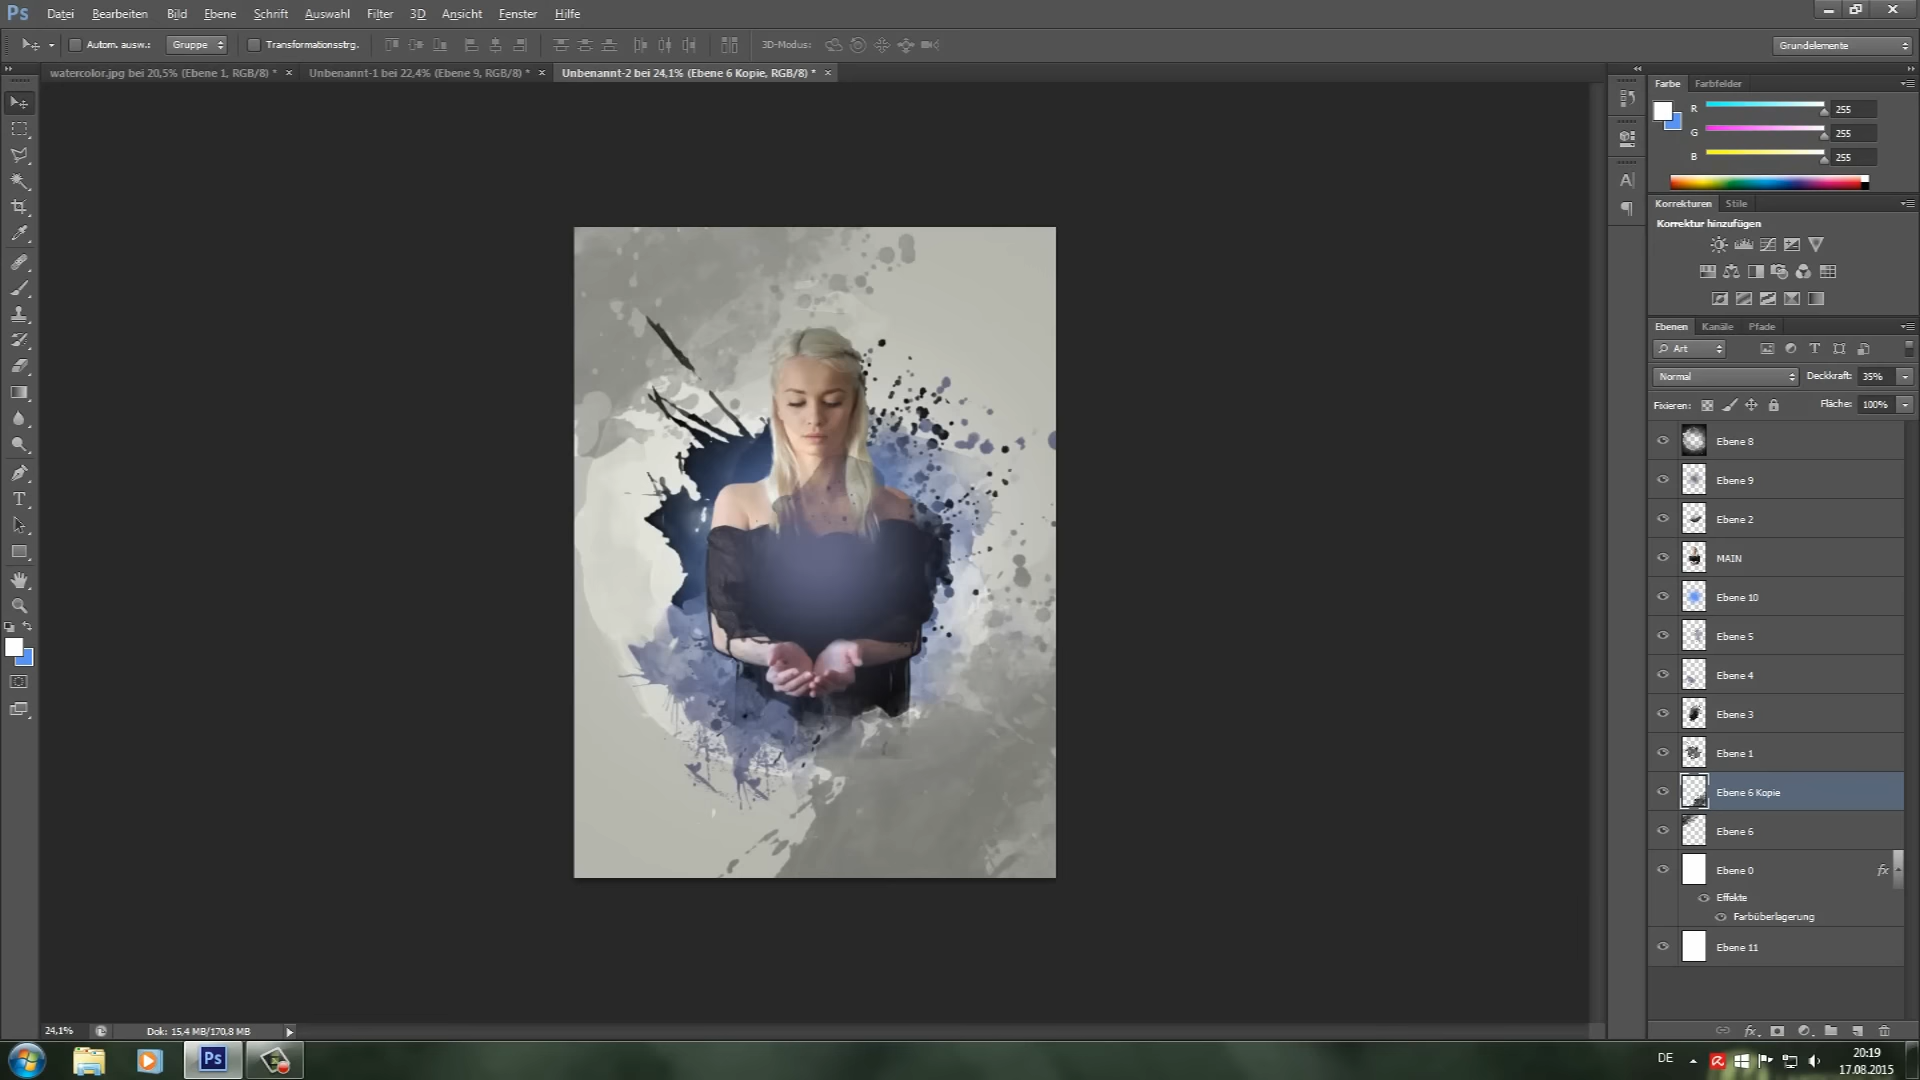 Ps Datei Bearbeiten Bild Ebene Schrift Auswahl Filter 3D Ansicht Fenster Hilfe
Autom. ausw.: Gruppe Transformationsstrg. 3D-Modus: Grundelemente
watercolor.jpg bei 20,5% (Ebene 1, RGB/8) * × Unbenannt-1 bei 22,4% (Ebene 9, RGB/8) * × Unbenannt-2 bei 24,1% (Ebene 6 Kopie, RGB/8) * ×
Farbe Farbfelder
R 255
G 255
B 255
Korrekturen Stile
Korrektur hinzufügen
Ebenen Kanäle Pfade
Art
Normal Deckkraft: 35%
Fixieren: Fläche: 100%
Ebene 8
Ebene 9
Ebene 2
MAIN
Ebene 10
Ebene 5
Ebene 4
Ebene 3
Ebene 1
Ebene 6 Kopie
Ebene 6
Ebene 0 fx
Effekte
Farbüberlagerung
Ebene 11
24,1% Dok: 15,4 MB/170,8 MB
Ps DE 20:19
17.08.2015